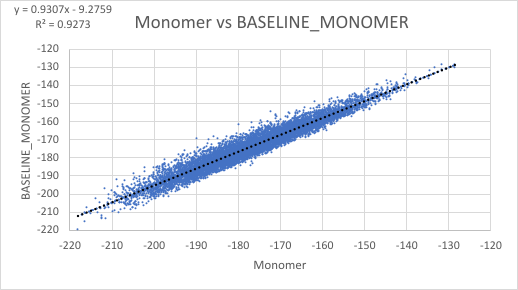 y = 0.9307x - 9.2759
R² = 0.9273
Monomer vs BASELINE_MONOMER
-120
-130
-140
-150
-160
-170
-180
-190
-200
-210
-220
BASELINE_MONOMER
-220 -210 -200 -190 -180 -170 -160 -150 -140 -130 -120
Monomer